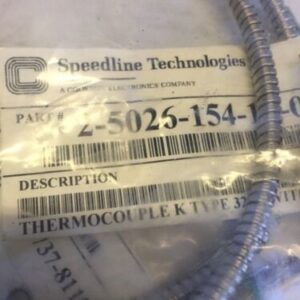 Speedline Technologies
A COOKSON ELECTRONICS COMPANY
PART#
2-5026-154-
DESCRIPTION
THERMOCOUPLE K TYPE